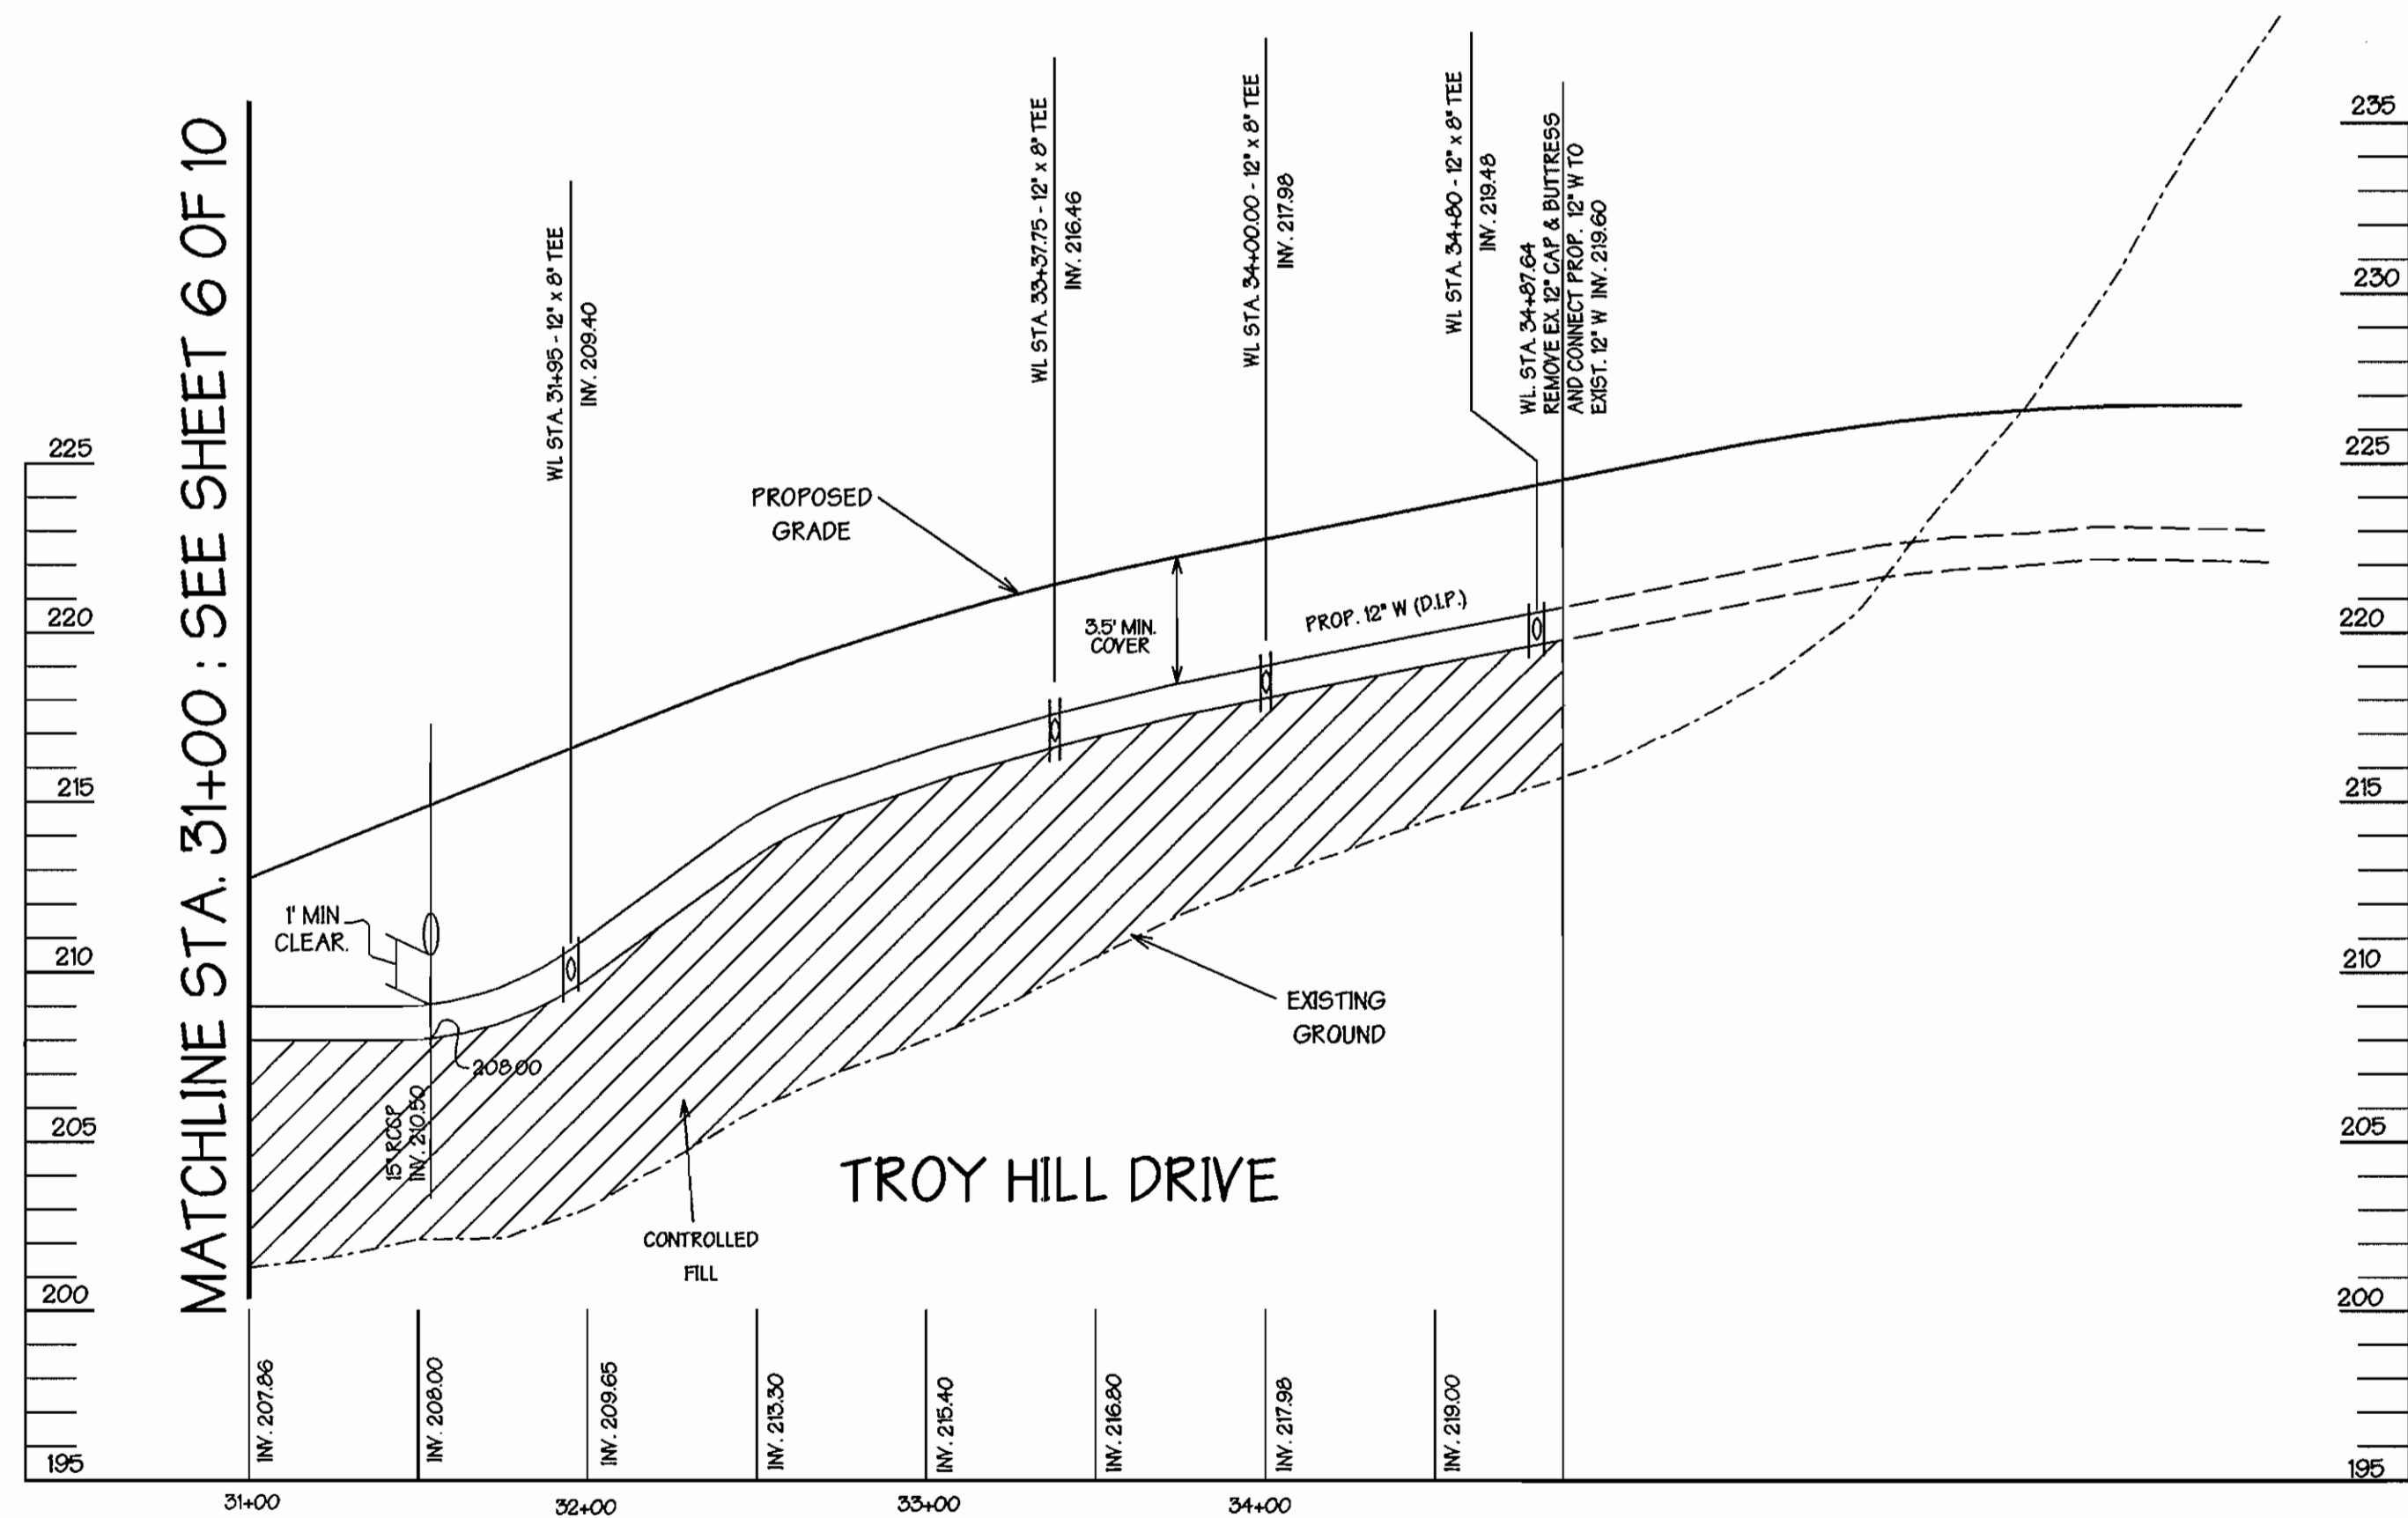 MATCHLINE STA. 31+00 : SEE SHEET 6 OF 10
225
220
215
210
205
200
195
WL STA. 31+95 - 12" x 8" TEE
INV. 209.40
WL STA. 33+37.75 - 12" x 8" TEE
INV. 216.46
WL STA. 34+00.00 - 12" x 8" TEE
INV. 217.98
WL STA. 34+80 - 12" x 8" TEE
INV. 219.48
WL. STA. 34+87.64
REMOVE EX. 12" CAP & BUTTRESS
AND CONNECT PROP. 12" W TO
EXIST. 12" W INV. 219.60
PROPOSED
GRADE
3.5' MIN.
COVER
PROP. 12" W (D.I.P.)
1' MIN
CLEAR.
208.00
15" RCCP
INV. 210.50
EXISTING
GROUND
CONTROLLED
FILL
TROY HILL DRIVE
235
230
225
220
215
210
205
200
195
INV. 207.86
INV. 208.00
INV. 209.65
INV. 213.30
INV. 215.40
INV. 216.80
INV. 217.98
INV. 219.00
31+00
32+00
33+00
34+00